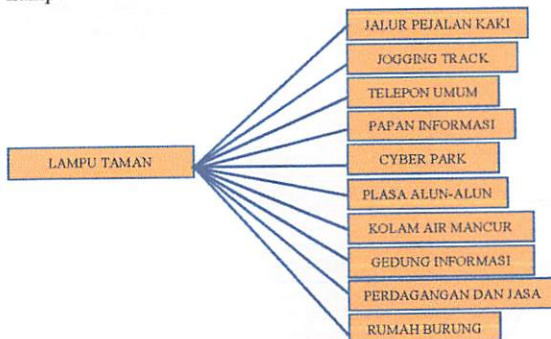 JALUR PEJALAN KAKI
JOGGING TRACK
TELEPON UMUM
PAPAN INFORMASI
LAMPU TAMAN
CYBER PARK
PLASA ALUN-ALUN
KOLAM AIR MANCUR
GEDUNG INFORMASI
PERDAGANGAN DAN JASA
RUMAH BURUNG